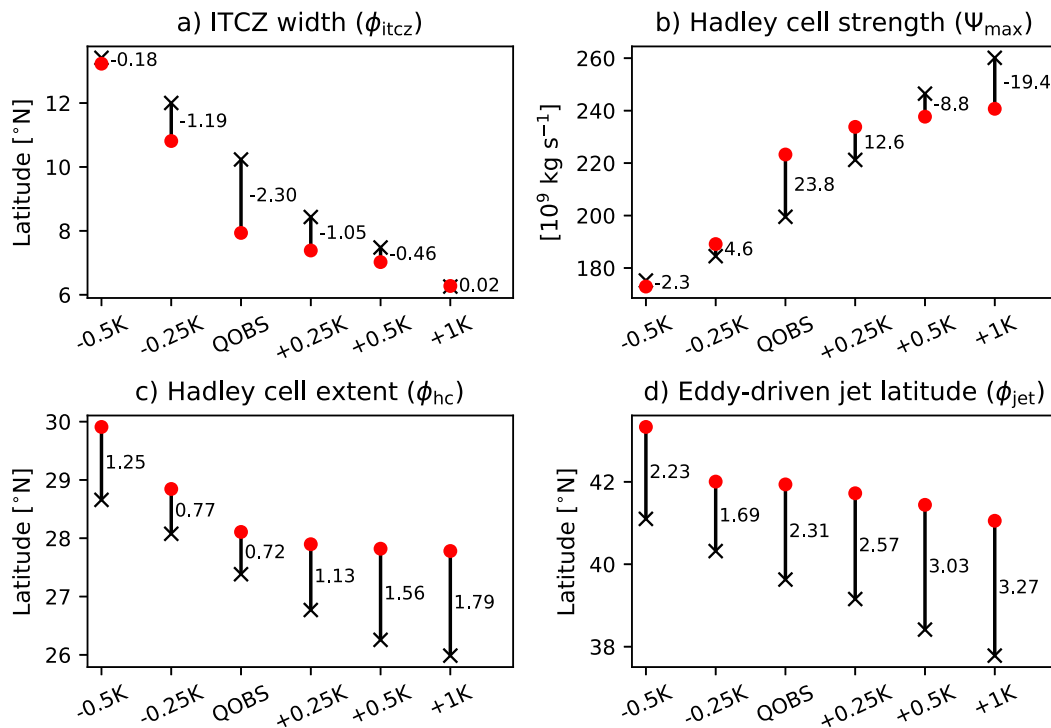 a) ITCZ width (ϕitcz)
Latitude [°N]
12
10
8
6
-0.18
-1.19
-2.30
-1.05
-0.46
0.02
-0.5K
-0.25K
QOBS
+0.25K
+0.5K
+1K
b) Hadley cell strength (Ψmax)
[10⁹ kg s⁻¹]
260
240
220
200
180
-2.3
4.6
23.8
12.6
-8.8
-19.4
-0.5K
-0.25K
QOBS
+0.25K
+0.5K
+1K
c) Hadley cell extent (ϕhc)
Latitude [°N]
30
29
28
27
26
1.25
0.77
0.72
1.13
1.56
1.79
-0.5K
-0.25K
QOBS
+0.25K
+0.5K
+1K
d) Eddy-driven jet latitude (ϕjet)
Latitude [°N]
42
40
38
2.23
1.69
2.31
2.57
3.03
3.27
-0.5K
-0.25K
QOBS
+0.25K
+0.5K
+1K